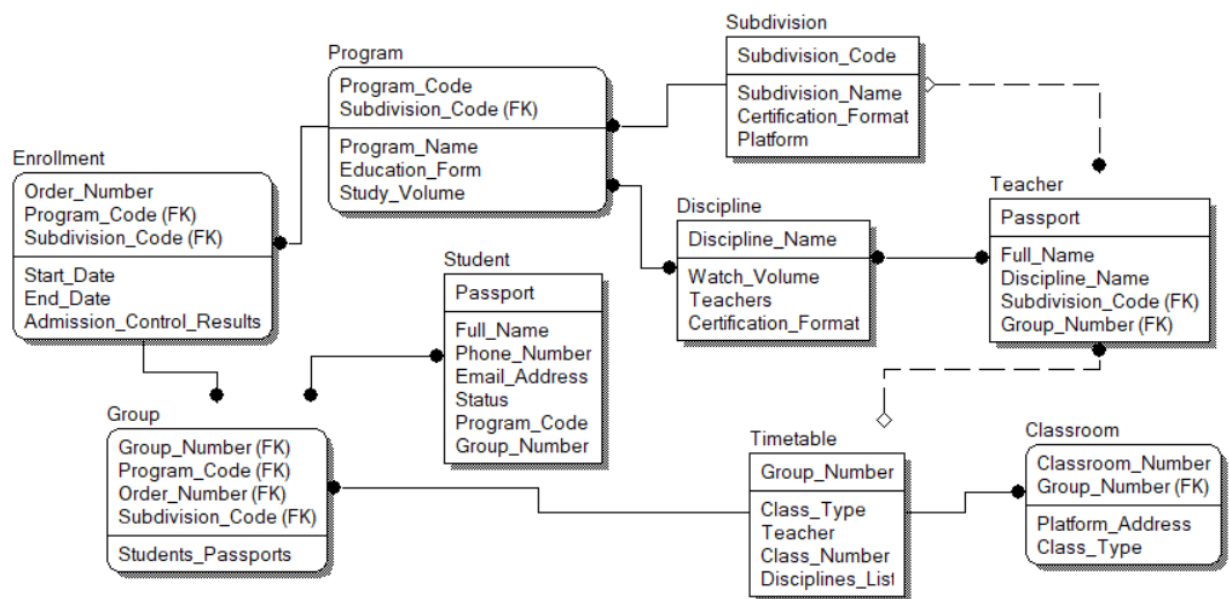 Subdivision
Subdivision_Code
Subdivision_Name
Certification_Format
Platform
Program
Program_Code
Subdivision_Code (FK)
Program_Name
Education_Form
Study_Volume
Enrollment
Order_Number
Program_Code (FK)
Subdivision_Code (FK)
Start_Date
End_Date
Admission_Control_Results
Teacher
Passport
Full_Name
Discipline_Name
Subdivision_Code (FK)
Group_Number (FK)
Discipline
Discipline_Name
Watch_Volume
Teachers
Certification_Format
Student
Passport
Full_Name
Phone_Number
Email_Address
Status
Program_Code
Group_Number
Group
Group_Number (FK)
Program_Code (FK)
Order_Number (FK)
Subdivision_Code (FK)
Students_Passports
Timetable
Group_Number
Class_Type
Teacher
Class_Number
Disciplines_List
Classroom
Classroom_Number
Group_Number (FK)
Platform_Address
Class_Type